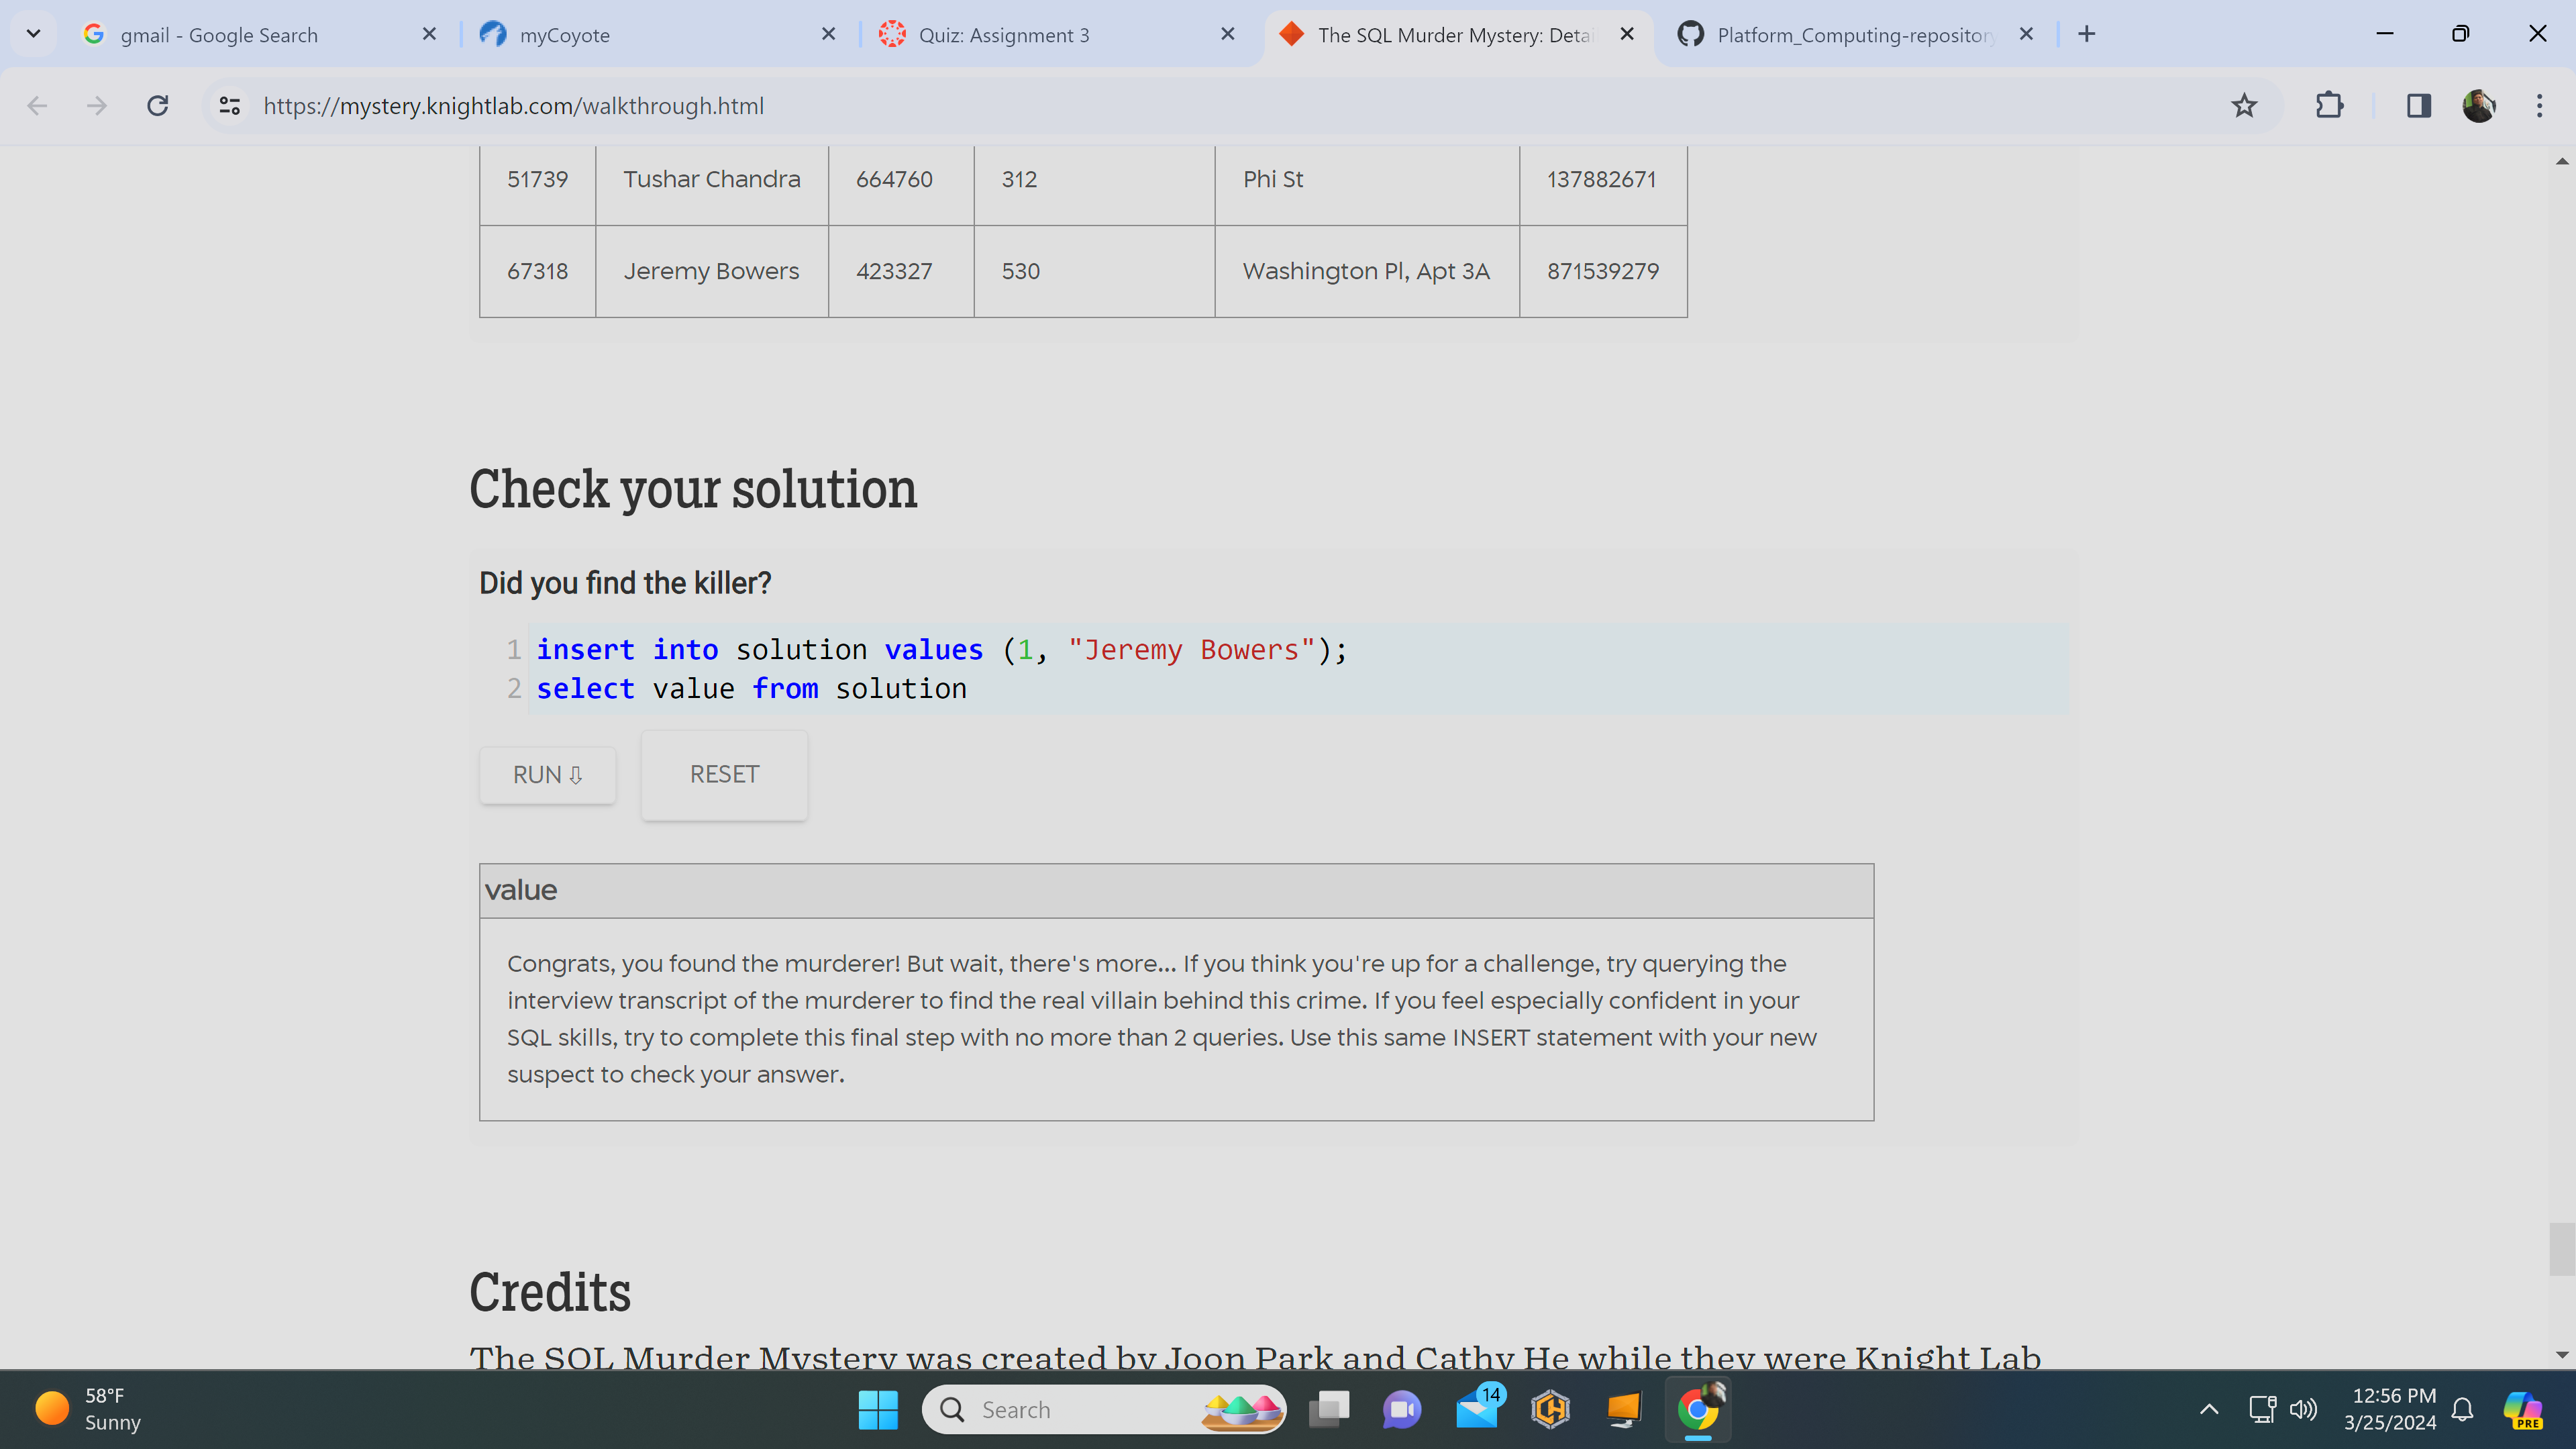 gmail - Google Search
myCoyote
Quiz: Assignment 3
The SQL Murder Mystery: Detai
Platform_Computing-repository
https://mystery.knightlab.com/walkthrough.html
51739 Tushar Chandra 664760 312 Phi St 137882671
67318 Jeremy Bowers 423327 530 Washington Pl, Apt 3A 871539279
Check your solution
Did you find the killer?
1 insert into solution values (1, "Jeremy Bowers");
2 select value from solution
RUN ⇩ RESET
value
Congrats, you found the murderer! But wait, there's more... If you think you're up for a challenge, try querying the
interview transcript of the murderer to find the real villain behind this crime. If you feel especially confident in your
SQL skills, try to complete this final step with no more than 2 queries. Use this same INSERT statement with your new
suspect to check your answer.
Credits
The SQL Murder Mystery was created by Joon Park and Cathy He while they were Knight Lab
58°F
Sunny
Search
14
12:56 PM
3/25/2024
PRE